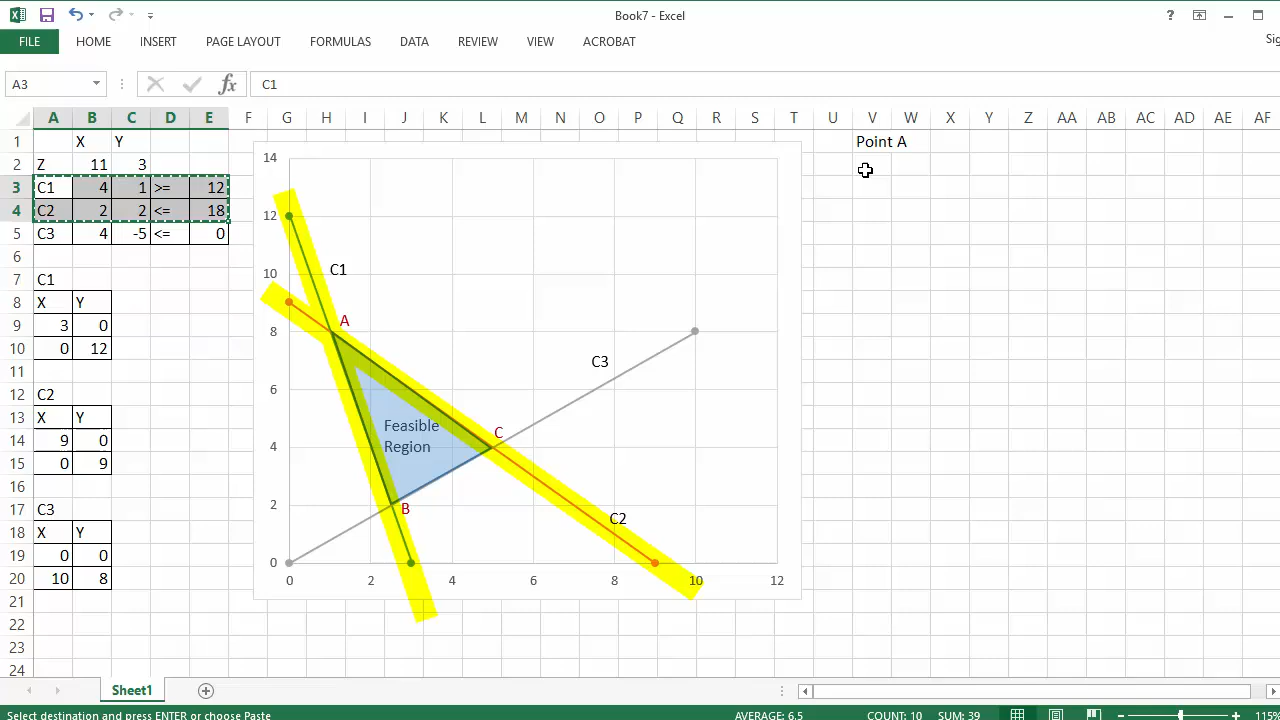 Book7 - Excel
?
FILE HOME INSERT PAGE LAYOUT FORMULAS DATA REVIEW VIEW ACROBAT Sig
A3 fx C1
A B C D E F G H I J K L M N O P Q R S T U V W X Y Z AA AB AC AD AE AF
1 X Y Point A
2 Z 11 3
3 C1 4 1 >= 12
4 C2 2 2 <= 18
5 C3 4 -5 <= 0
6
7 C1
8 X Y
9 3 0
10 0 12
11
12 C2
13 X Y
14 9 0
15 0 9
16
17 C3
18 X Y
19 0 0
20 10 8
21
22
23
24
14
12
10
8
6
4
2
0
0 2 4 6 8 10 12
C1
A
C3
Feasible
Region
C
B
C2
Sheet1
Select destination and press ENTER or choose Paste AVERAGE: 6.5 COUNT: 10 SUM: 39 115%